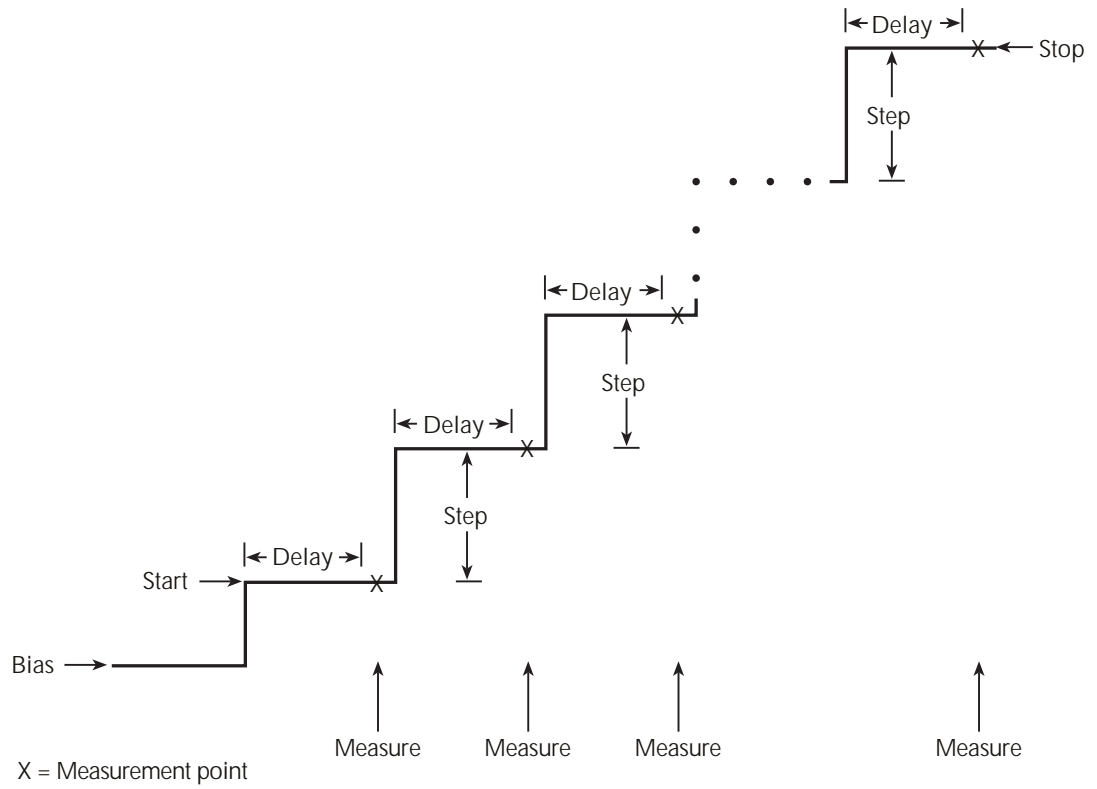 Delay
X
Stop
Step
Delay
X
Step
Delay
X
Step
Delay
Start
X
Bias
Measure
Measure
Measure
Measure
X = Measurement point